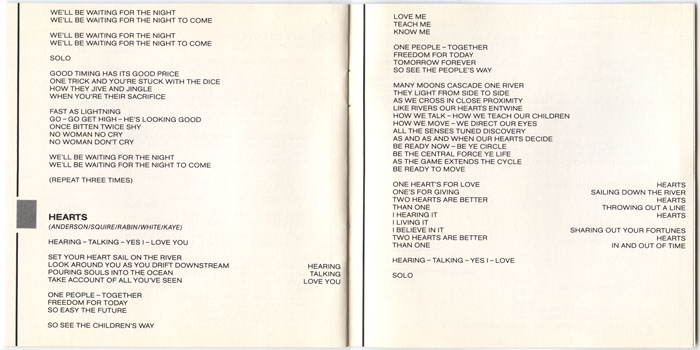 WE'LL BE WAITING FOR THE NIGHT
WE'LL BE WAITING FOR THE NIGHT TO COME
WE'LL BE WAITING FOR THE NIGHT
WE'LL BE WAITING FOR THE NIGHT TO COME
SOLO
GOOD TIMING HAS ITS GOOD PRICE
ONE TRICK AND YOU'RE STUCK WITH THE DICE
HOW THEY JIVE AND JINGLE
WHEN YOU'RE THEIR SACRIFICE
FAST AS LIGHTNING
GO – GO GET HIGH – HE'S LOOKING GOOD
ONCE BITTEN TWICE SHY
NO WOMAN NO CRY
NO WOMAN DON'T CRY
WE'LL BE WAITING FOR THE NIGHT
WE'LL BE WAITING FOR THE NIGHT TO COME
(REPEAT THREE TIMES)
HEARTS
(ANDERSON/SQUIRE/RABIN/WHITE/KAYE)
HEARING – TALKING – YES I – LOVE YOU
SET YOUR HEART SAIL ON THE RIVER
LOOK AROUND YOU AS YOU DRIFT DOWNSTREAM HEARING
POURING SOULS INTO THE OCEAN TALKING
TAKE ACCOUNT OF ALL YOU'VE SEEN LOVE YOU
ONE PEOPLE – TOGETHER
FREEDOM FOR TODAY
SO EASY THE FUTURE
SO SEE THE CHILDREN'S WAY
LOVE ME
TEACH ME
KNOW ME
ONE PEOPLE – TOGETHER
FREEDOM FOR TODAY
TOMORROW FOREVER
SO SEE THE PEOPLE'S WAY
MANY MOONS CASCADE ONE RIVER
THEY LIGHT FROM SIDE TO SIDE
AS WE CROSS IN CLOSE PROXIMITY
LIKE RIVERS OUR HEARTS ENTWINE
HOW WE TALK – HOW WE TEACH OUR CHILDREN
HOW WE MOVE – WE DIRECT OUR EYES
ALL THE SENSES TUNED DISCOVERY
AS AND AS AND WHEN OUR HEARTS DECIDE
BE READY NOW – BE YE CIRCLE
BE THE CENTRAL FORCE YE LIFE
AS THE GAME EXTENDS THE CYCLE
BE READY TO MOVE
ONE HEART'S FOR LOVE HEARTS
ONE'S FOR GIVING SAILING DOWN THE RIVER
TWO HEARTS ARE BETTER HEARTS
THAN ONE THROWING OUT A LINE
I HEARING IT HEARTS
I LIVING IT
I BELIEVE IN IT SHARING OUT YOUR FORTUNES
TWO HEARTS ARE BETTER HEARTS
THAN ONE IN AND OUT OF TIME
HEARING – TALKING – YES I – LOVE
SOLO